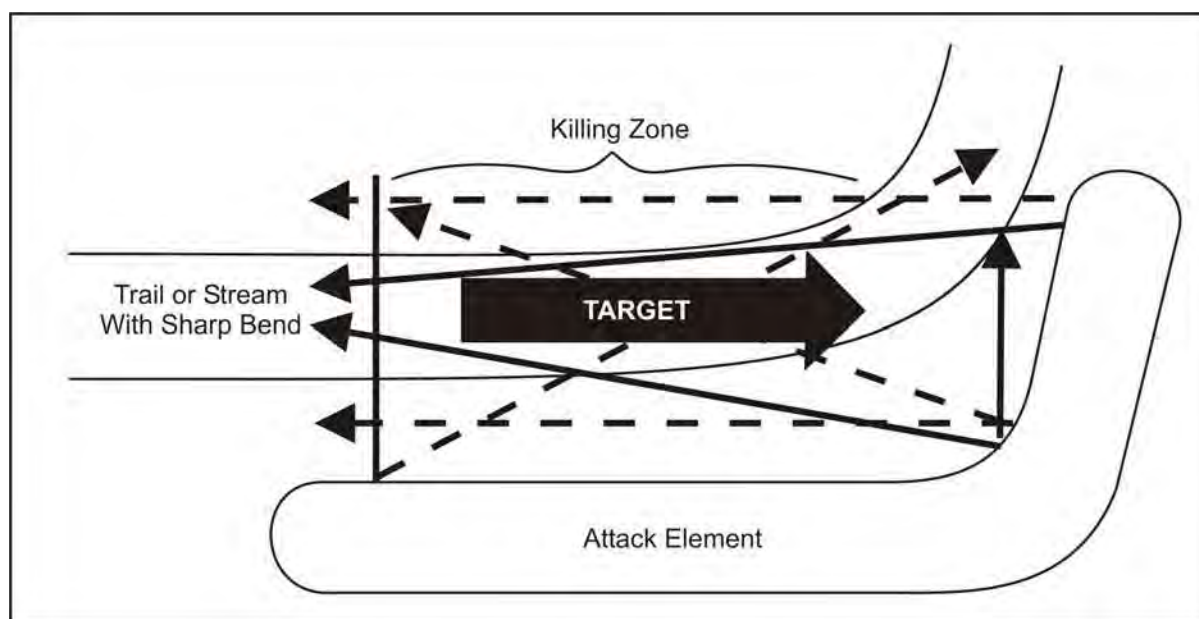 Killing Zone
Trail or Stream
With Sharp Bend
TARGET
Attack Element